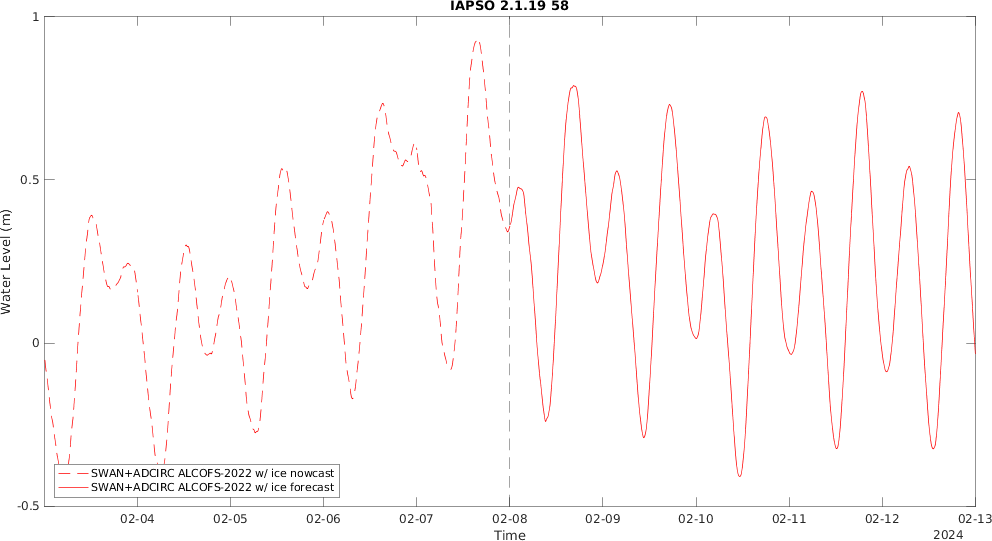 IAPSO 2.1.19 58
1
0.5
0
-0.5
Water Level (m)
SWAN+ADCIRC ALCOFS-2022 w/ ice nowcast
SWAN+ADCIRC ALCOFS-2022 w/ ice forecast
02-04 02-05 02-06 02-07 02-08 02-09 02-10 02-11 02-12 02-13
Time
2024